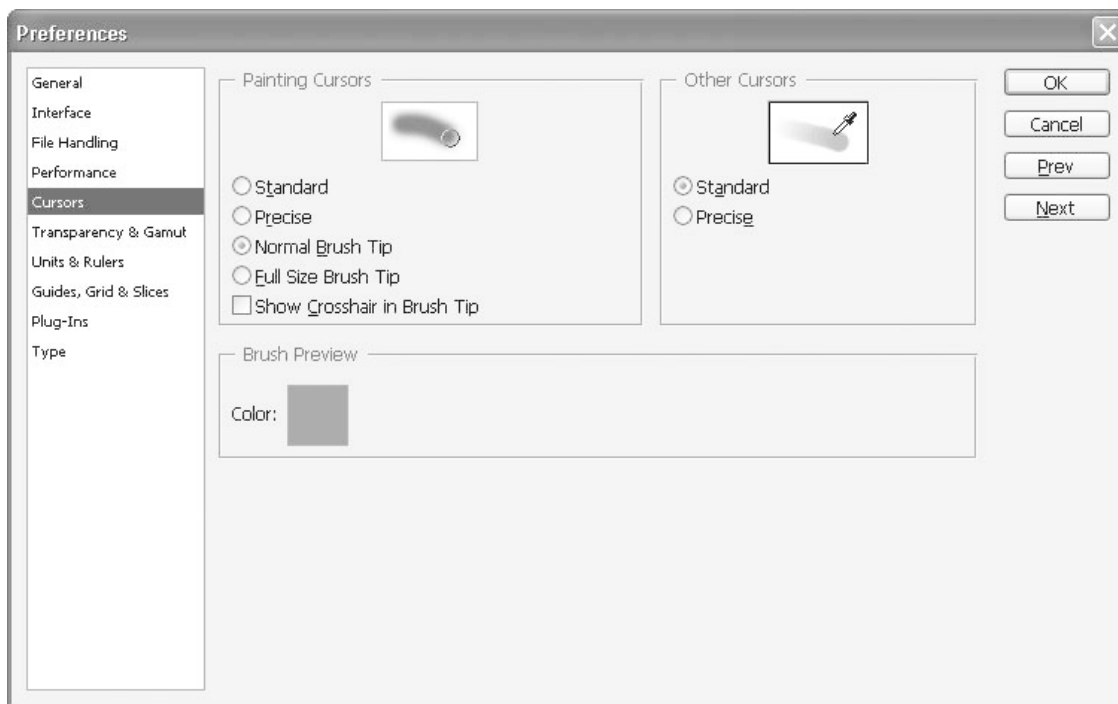 Preferences
General
Interface
File Handling
Performance
Cursors
Transparency & Gamut
Units & Rulers
Guides, Grid & Slices
Plug-Ins
Type
Painting Cursors
Standard
Precise
Normal Brush Tip
Full Size Brush Tip
Show Crosshair in Brush Tip
Other Cursors
Standard
Precise
Brush Preview
Color:
OK
Cancel
Prev
Next